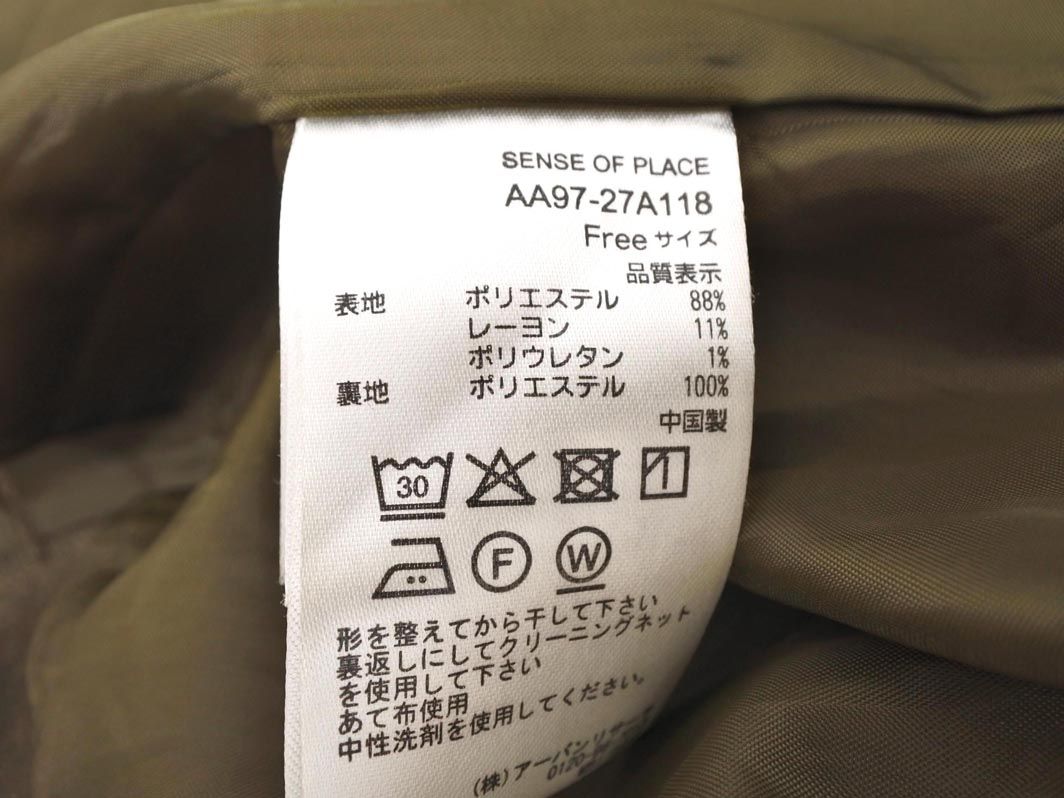 SENSE OF PLACE
AA97-27A118
Free サイズ
品質表示
表地 ポリエステル 88%
レーヨン 11%
ポリウレタン 1%
裏地 ポリエステル 100%
中国製
30
1
F W
形を整えてから干して下さい
裏返しにしてクリーニングネット
を使用して下さい
あて布使用
中性洗剤を使用してください。
(株)アーバンリサーチ
0120-